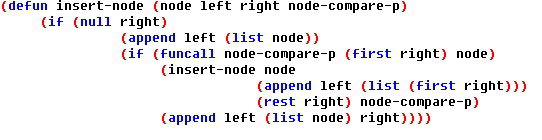 (defun insert-node (node left right node-compare-p)
(if (null right)
(append left (list node))
(if (funcall node-compare-p (first right) node)
(insert-node node
(append left (list (first right)))
(rest right) node-compare-p)
(append left (list node) right))))